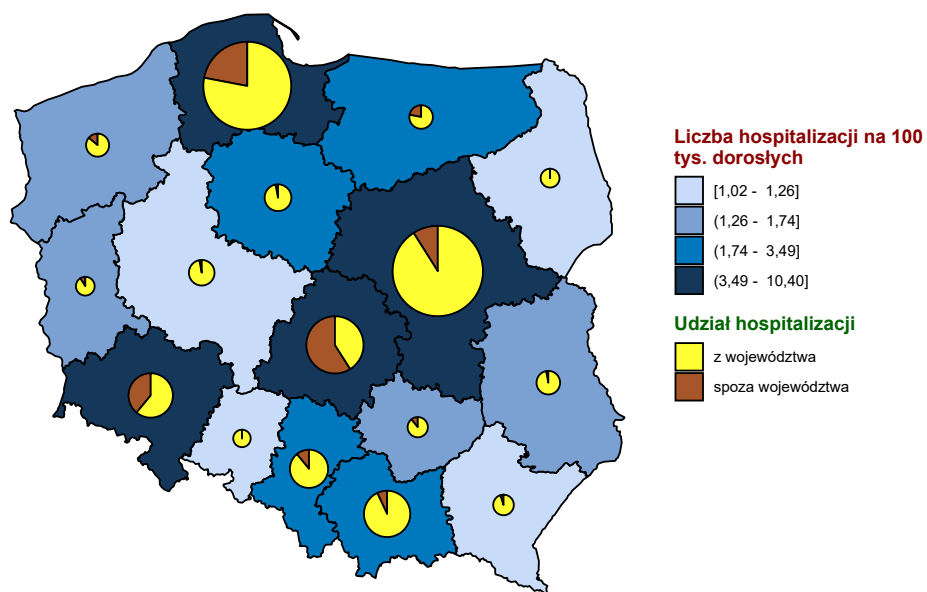 Liczba hospitalizacji na 100
tys. dorosłych
[1,02 - 1,26]
(1,26 - 1,74]
(1,74 - 3,49]
(3,49 - 10,40]
Udział hospitalizacji
z województwa
spoza województwa